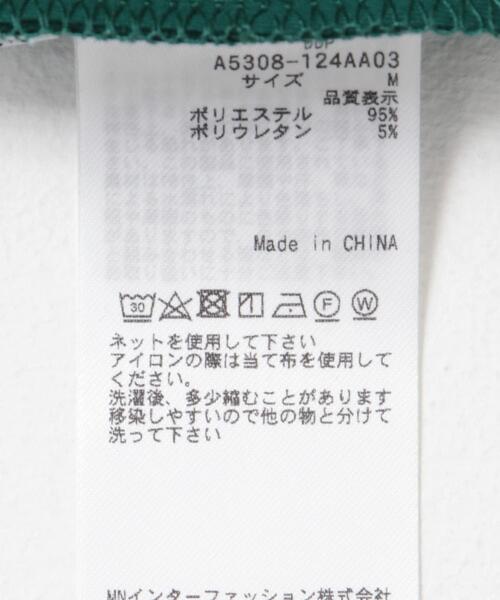 A5308-124AA03
サイズ M
品質表示
ポリエステル 95%
ポリウレタン 5%
Made in CHINA
30 F W
ネットを使用して下さい
アイロンの際は当て布を使用して
ください。
洗濯後、多少縮むことがあります
移染しやすいので他の物と分けて
洗って下さい
MNインターファッション株式会社